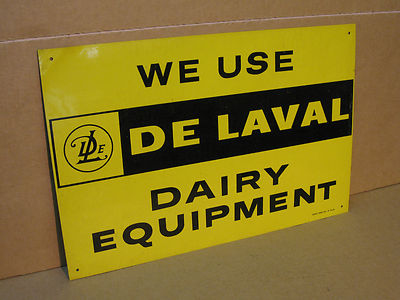 WE USE
DE LAVAL
DAIRY
EQUIPMENT